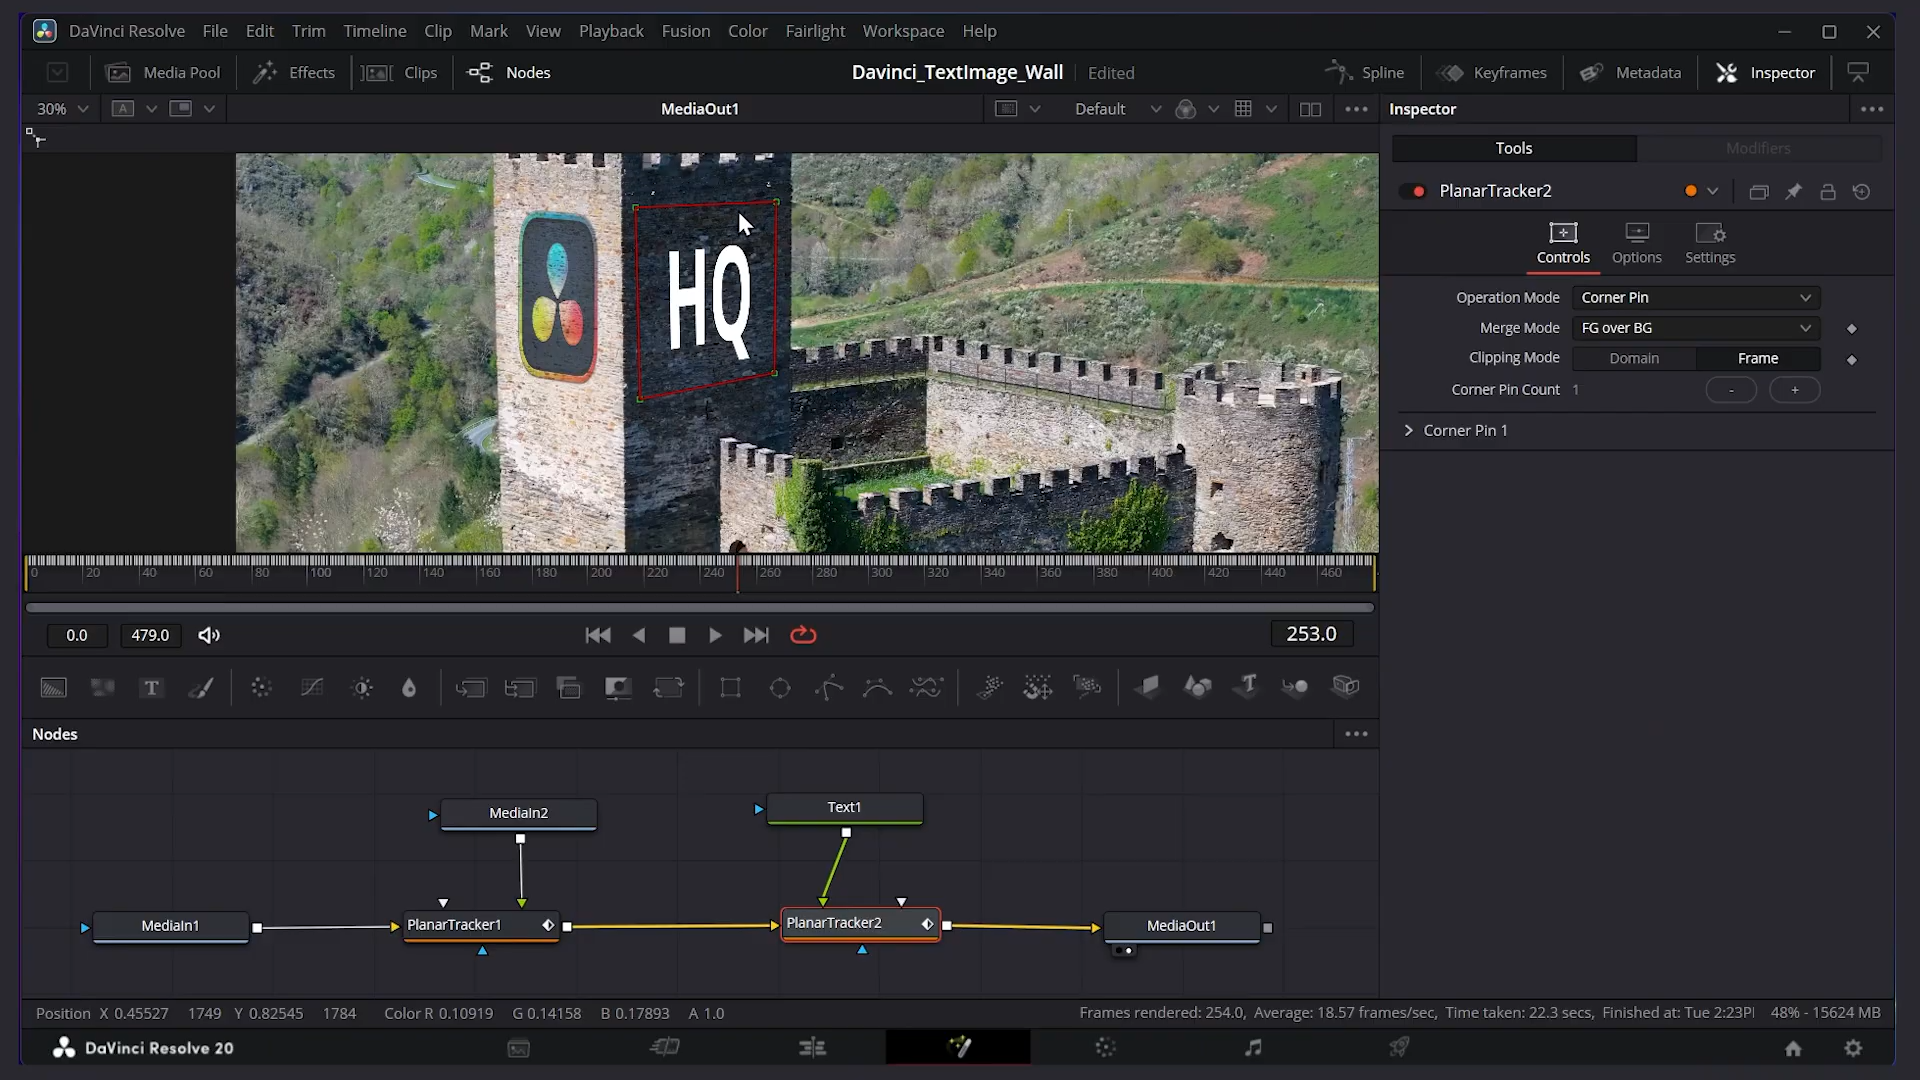 DaVinci Resolve File Edit Trim Timeline Clip Mark View Playback Fusion Color Fairlight Workspace Help
Media Pool Effects Clips Nodes Davinci_TextImage_Wall Edited Spline Keyframes Metadata Inspector
30% A MediaOut1 Default Inspector
Tools Modifiers
PlanarTracker2
Controls Options Settings
Operation Mode Corner Pin
Merge Mode FG over BG
Clipping Mode Domain Frame
Corner Pin Count 1 - +
Corner Pin 1
HQ
0 20 40 60 80 100 120 140 160 180 200 220 240 260 280 300 320 340 360 380 400 420 440 460
0.0 479.0 253.0
T T
Nodes
MediaIn2 Text1
MediaIn1 PlanarTracker1 PlanarTracker2 MediaOut1
Position X 0.45527 1749 Y 0.82545 1784 Color R 0.10919 G 0.14158 B 0.17893 A 1.0 Frames rendered: 254.0, Average: 18.57 frames/sec, Time taken: 22.3 secs, Finished at: Tue 2:23P 48% - 15624 MB
DaVinci Resolve 20